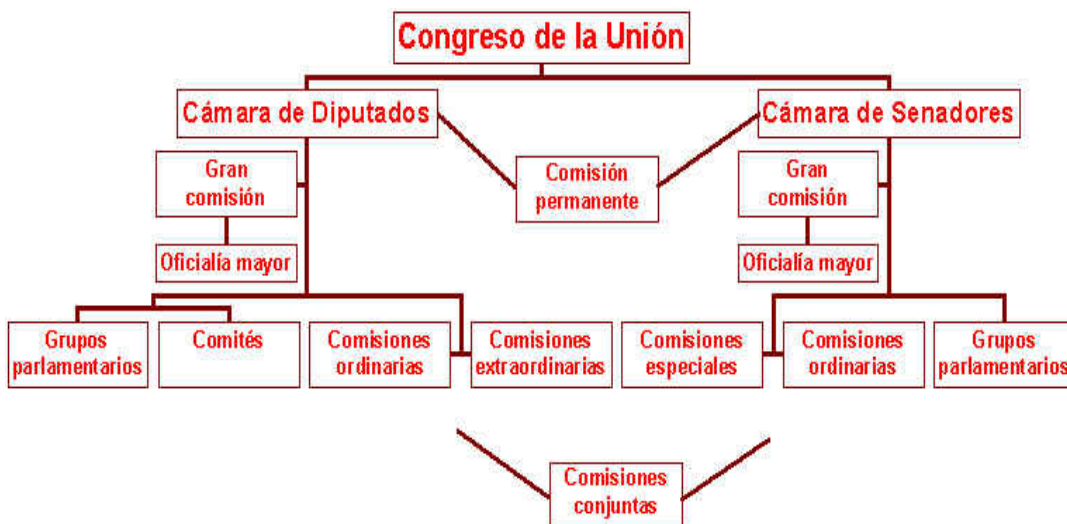 Congreso de la Unión
Cámara de Diputados
Cámara de Senadores
Gran
comisión
Comisión
permanente
Gran
comisión
Oficialía mayor
Oficialía mayor
Grupos
parlamentarios
Comités
Comisiones
ordinarias
Comisiones
extraordinarias
Comisiones
especiales
Comisiones
ordinarias
Grupos
parlamentarios
Comisiones
conjuntas